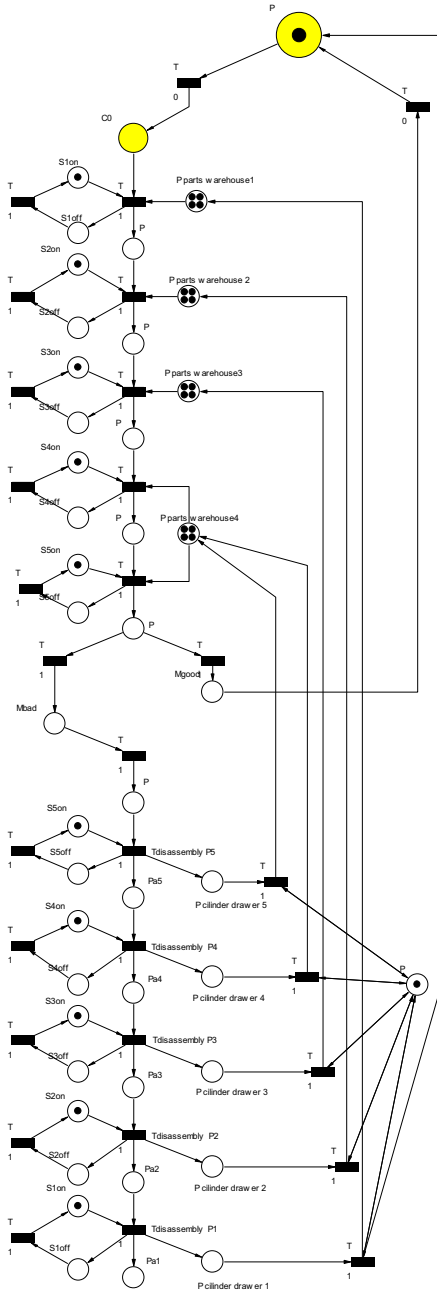 P
T
0
T
0
C0
S1on
T
1
T
1
S1off
P parts warehouse1
P
S2on
T
1
T
1
S2off
P parts warehouse 2
P
S3on
T
1
T
1
S3off
P parts warehouse3
P
S4on
T
1
T
1
S4off
P parts warehouse4
P
S5on
T
1
T
1
S5off
P
T
1
T
1
Mgood
Mbad
T
1
P
S5on
T
1
S5off
1
Tdisassembly P5
Pa5
P cilinder drawer 5
T
1
S4on
T
1
S4off
1
Tdisassembly P4
Pa4
P cilinder drawer 4
T
1
P
S3on
T
1
S3off
1
Tdisassembly P3
Pa3
P cilinder drawer 3
T
1
S2on
T
1
S2off
1
Tdisassembly P2
Pa2
P cilinder drawer 2
T
1
S1on
T
1
S1off
1
Tdisassembly P1
Pa1
P cilinder drawer 1
T
1